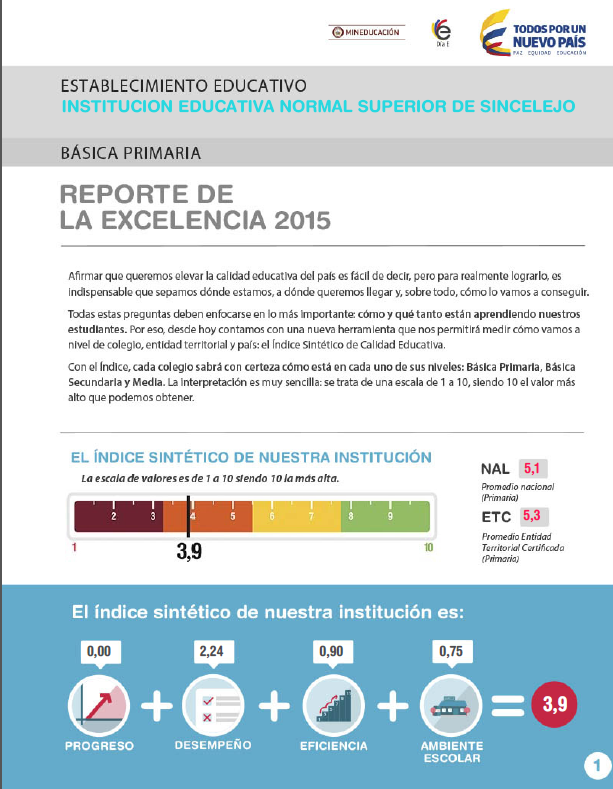 MINEDUCACIÓN
Día E
TODOS POR UN
NUEVO PAÍS
PAZ EQUIDAD EDUCACIÓN
ESTABLECIMIENTO EDUCATIVO
INSTITUCION EDUCATIVA NORMAL SUPERIOR DE SINCELEJO
BÁSICA PRIMARIA
REPORTE DE
LA EXCELENCIA 2015
Afirmar que queremos elevar la calidad educativa del país es fácil de decir, pero para realmente lograrlo, es
indispensable que sepamos dónde estamos, a dónde queremos llegar y, sobre todo, cómo lo vamos a conseguir.
Todas estas preguntas deben enfocarse en lo más importante: cómo y qué tanto están aprendiendo nuestros
estudiantes. Por eso, desde hoy contamos con una nueva herramienta que nos permitirá medir cómo vamos a
nivel de colegio, entidad territorial y país: el Índice Sintético de Calidad Educativa.
Con el Índice, cada colegio sabrá con certeza cómo está en cada uno de sus niveles: Básica Primaria, Básica
Secundaria y Media. La interpretación es muy sencilla: se trata de una escala de 1 a 10, siendo 10 el valor más
alto que podemos obtener.
EL ÍNDICE SINTÉTICO DE NUESTRA INSTITUCIÓN
La escala de valores es de 1 a 10 siendo 10 la más alta.
2 3 4 5 6 7 8 9
1 3,9 10
NAL 5,1
Promedio nacional
(Primaria)
ETC 5,3
Promedio Entidad
Territorial Certificada
(Primaria)
El índice sintético de nuestra institución es:
0,00 2,24 0,90 0,75
+ + + = 3,9
PROGRESO DESEMPEÑO EFICIENCIA AMBIENTE
ESCOLAR
1